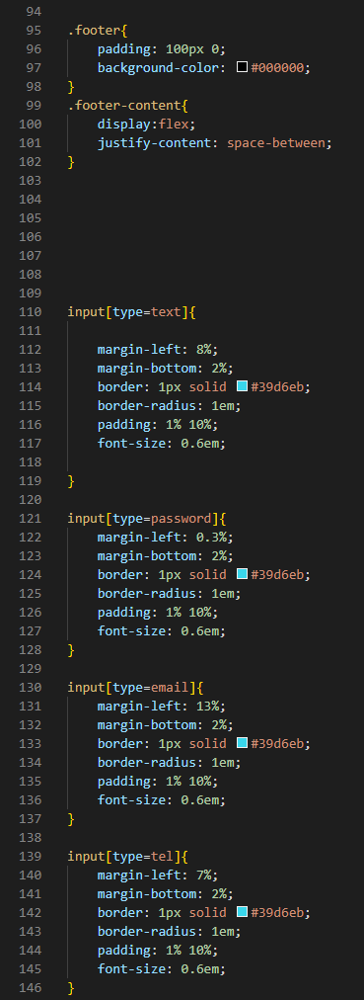 94
95 .footer{
96     padding: 100px 0;
97     background-color: #000000;
98 }
99 .footer-content{
100     display:flex;
101     justify-content: space-between;
102 }
103
104
105
106
107
108
109
110 input[type=text]{
111
112     margin-left: 8%;
113     margin-bottom: 2%;
114     border: 1px solid #39d6eb;
115     border-radius: 1em;
116     padding: 1% 10%;
117     font-size: 0.6em;
118
119 }
120
121 input[type=password]{
122     margin-left: 0.3%;
123     margin-bottom: 2%;
124     border: 1px solid #39d6eb;
125     border-radius: 1em;
126     padding: 1% 10%;
127     font-size: 0.6em;
128 }
129
130 input[type=email]{
131     margin-left: 13%;
132     margin-bottom: 2%;
133     border: 1px solid #39d6eb;
134     border-radius: 1em;
135     padding: 1% 10%;
136     font-size: 0.6em;
137 }
138
139 input[type=tel]{
140     margin-left: 7%;
141     margin-bottom: 2%;
142     border: 1px solid #39d6eb;
143     border-radius: 1em;
144     padding: 1% 10%;
145     font-size: 0.6em;
146 }